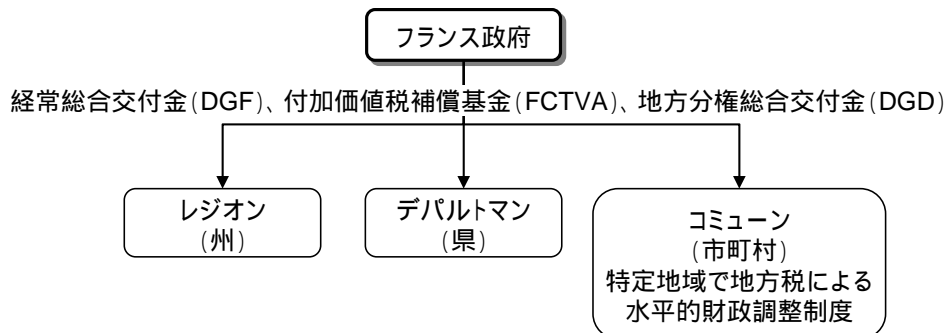 フランス政府
経常総合交付金(DGF)、付加価値税補償基金(FCTVA)、地方分権総合交付金(DGD)
レジオン
(州)
デパルトマン
(県)
コミューン
(市町村)
特定地域で地方税による
水平的財政調整制度